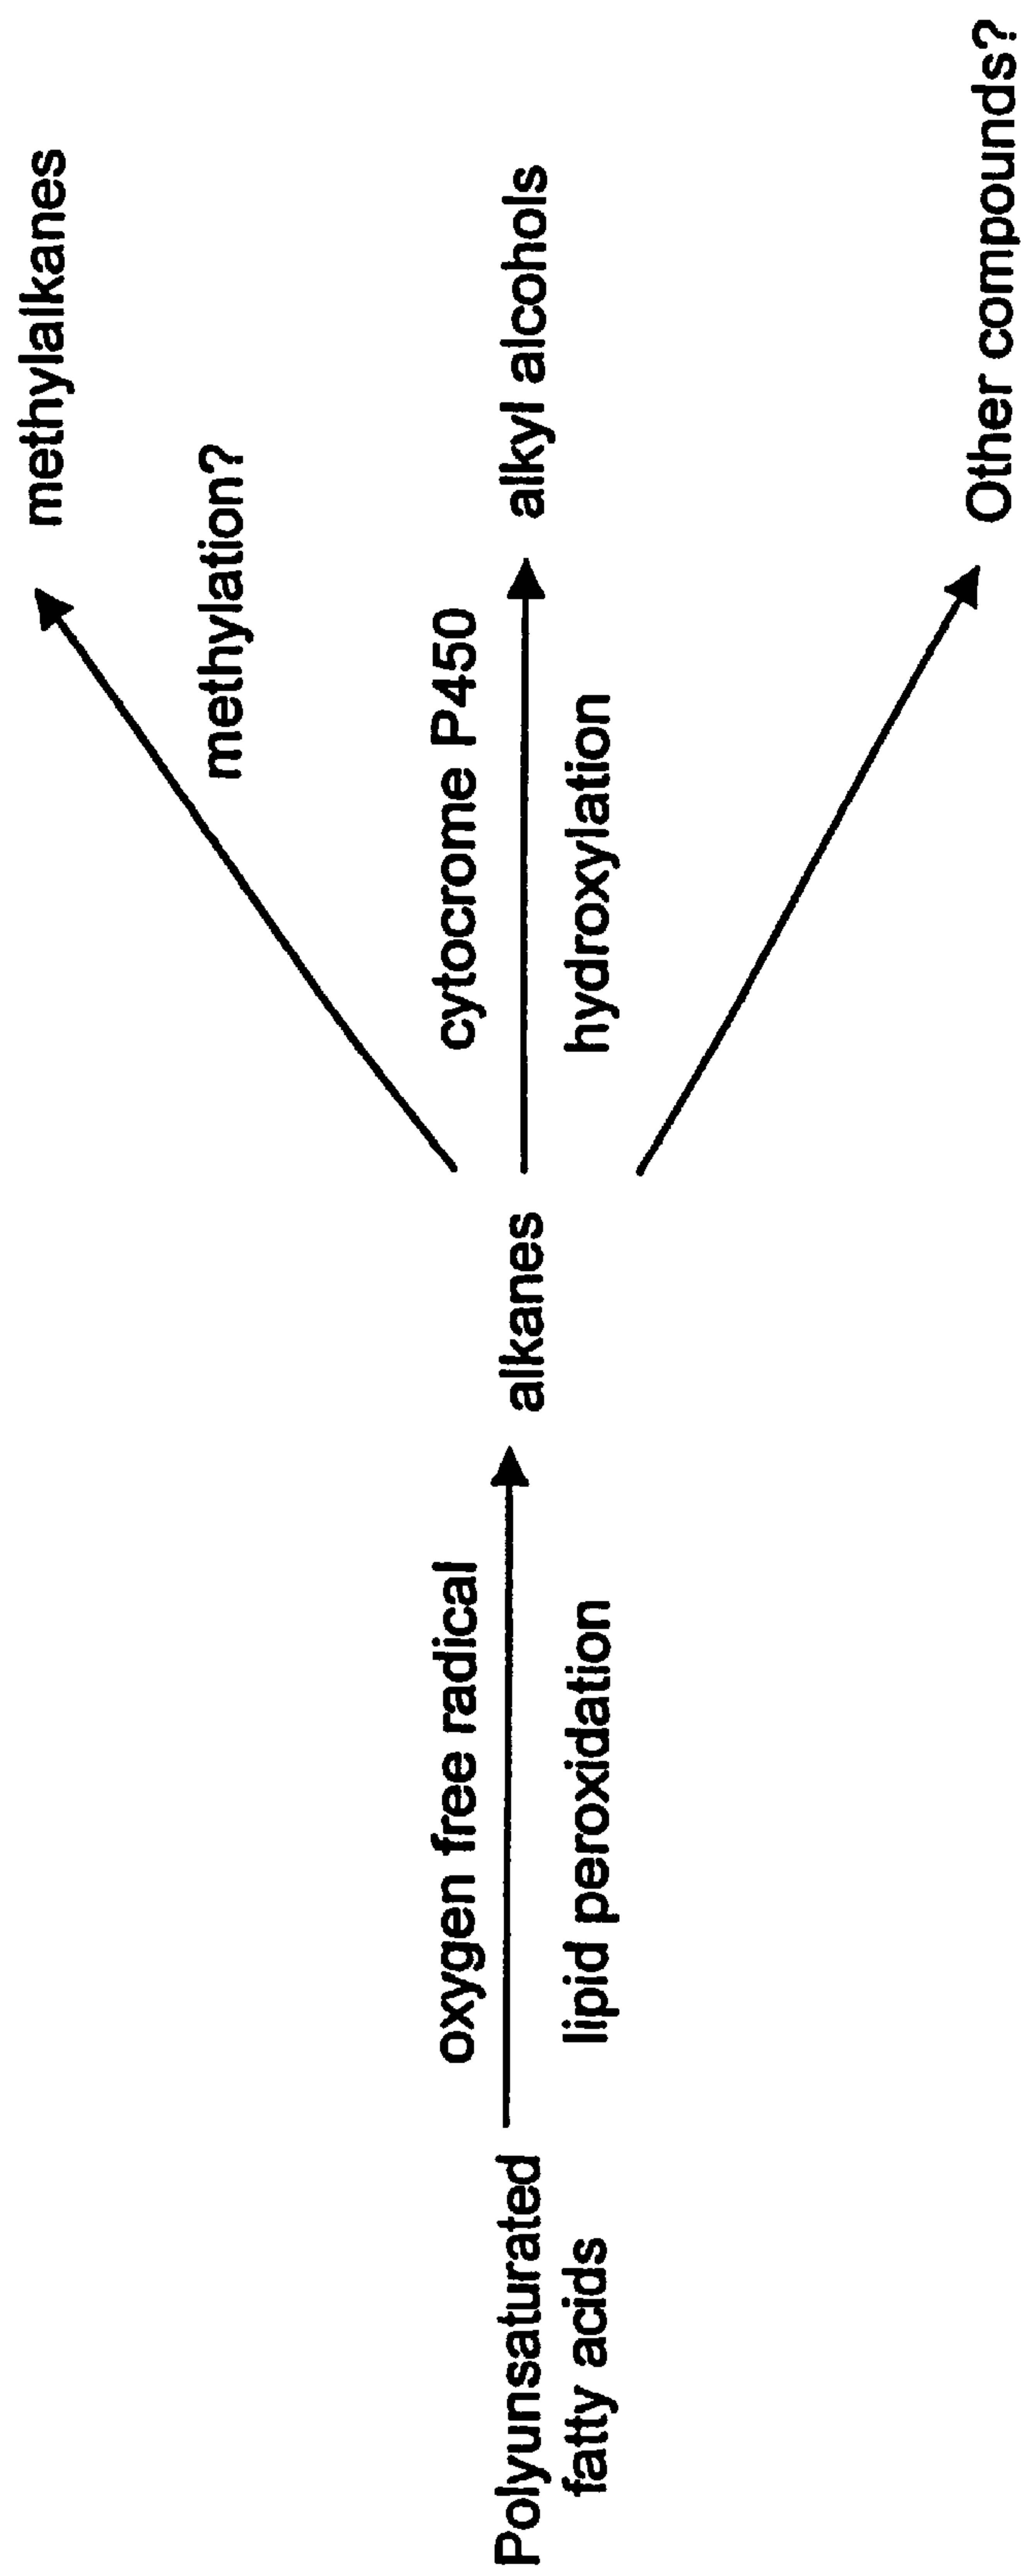 Polyunsaturated
fatty acids
oxygen free radical
lipid peroxidation
alkanes
methylation?
methylalkanes
cytocrome P450
hydroxylation
alkyl alcohols
Other compounds?